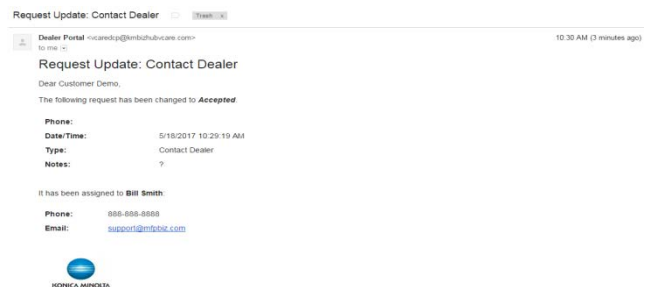 Request Update: Contact Dealer Trash x
Dealer Portal <vcaredcp@kmbizhubvcare.com> 10:30 AM (3 minutes ago)
to me
Request Update: Contact Dealer
Dear Customer Demo,
The following request has been changed to Accepted.
Phone:
Date/Time: 5/18/2017 10:29:19 AM
Type: Contact Dealer
Notes: ?
It has been assigned to Bill Smith:
Phone: 888-888-8888
Email: support@mfpbiz.com
KONICA MINOLTA